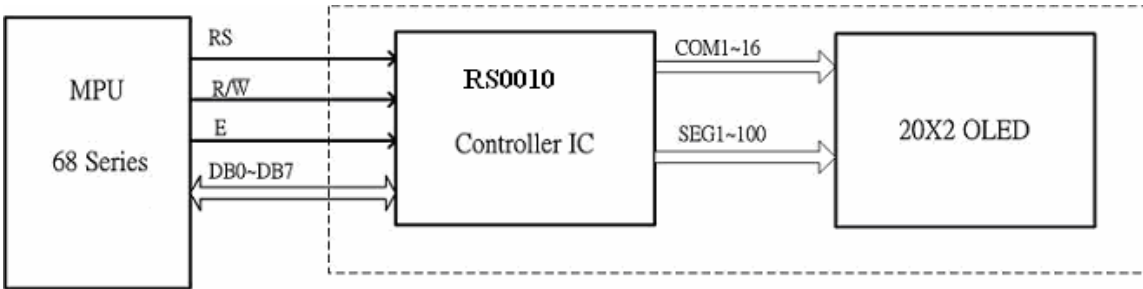 MPU
68 Series
RS
R/W̅
E
DB0~DB7
RS0010
Controller IC
COM1~16
SEG1~100
20X2 OLED